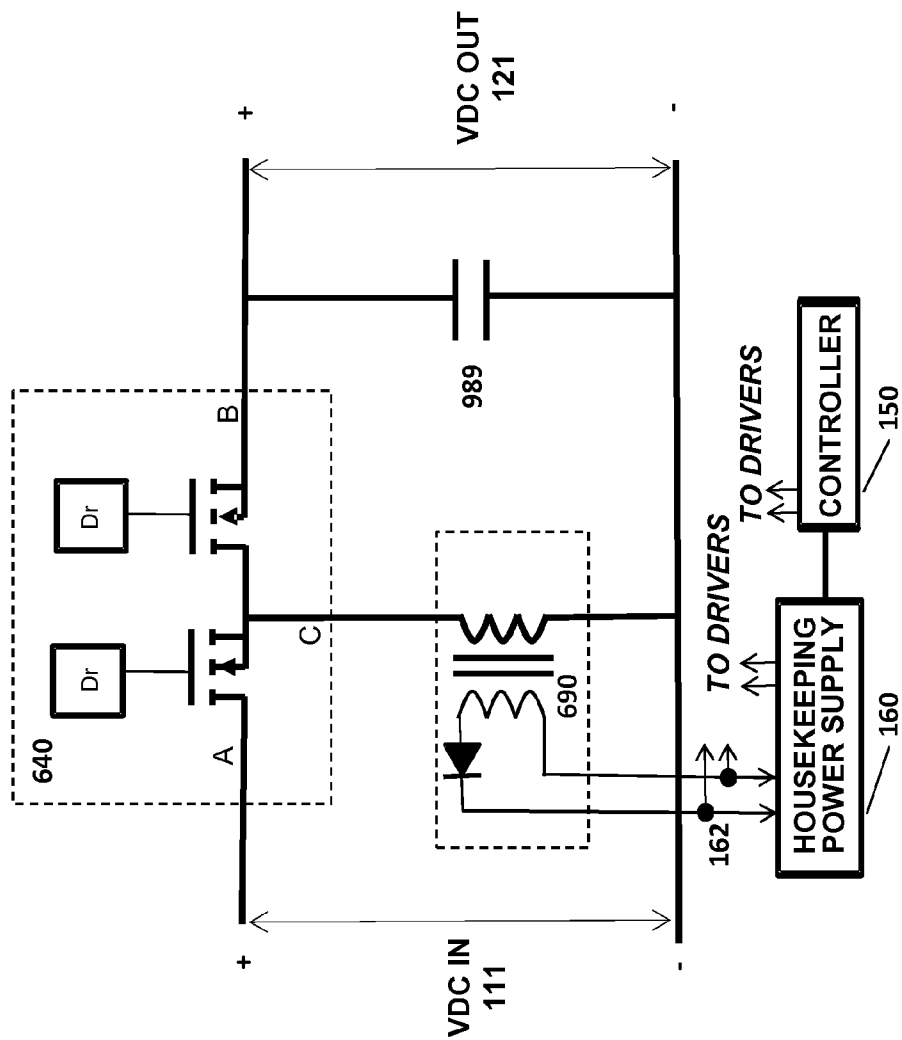 640
Dr
Dr
A
B
C
+
+
VDC IN
111
VDC OUT
121
690
989
-
-
162
TO DRIVERS
TO DRIVERS
HOUSEKEEPING
POWER SUPPLY
160
CONTROLLER
150